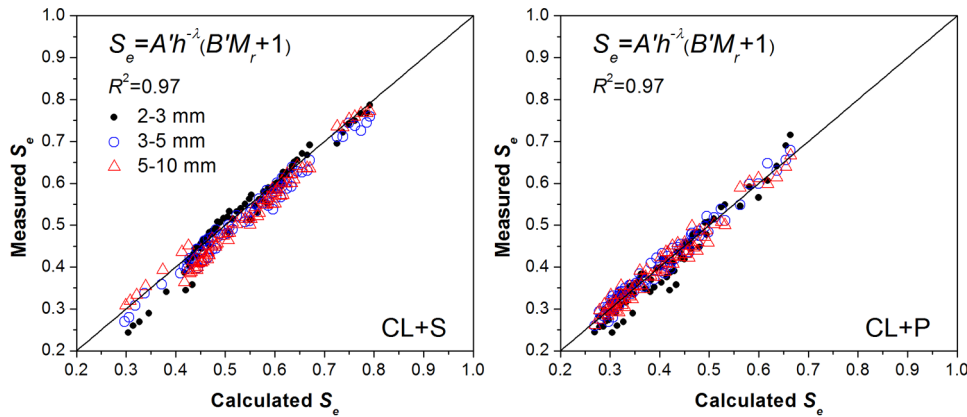 1.0
0.9
0.8
0.7
0.6
0.5
0.4
0.3
0.2
Measured Sₑ
Sₑ=A'h^-λ(B'Mᵣ+1)
R²=0.97
2-3 mm
3-5 mm
5-10 mm
CL+S
0.2 0.3 0.4 0.5 0.6 0.7 0.8 0.9 1.0
Calculated Sₑ
1.0
0.9
0.8
0.7
0.6
0.5
0.4
0.3
0.2
Measured Sₑ
Sₑ=A'h^-λ(B'Mᵣ+1)
R²=0.97
CL+P
0.2 0.3 0.4 0.5 0.6 0.7 0.8 0.9 1.0
Calculated Sₑ